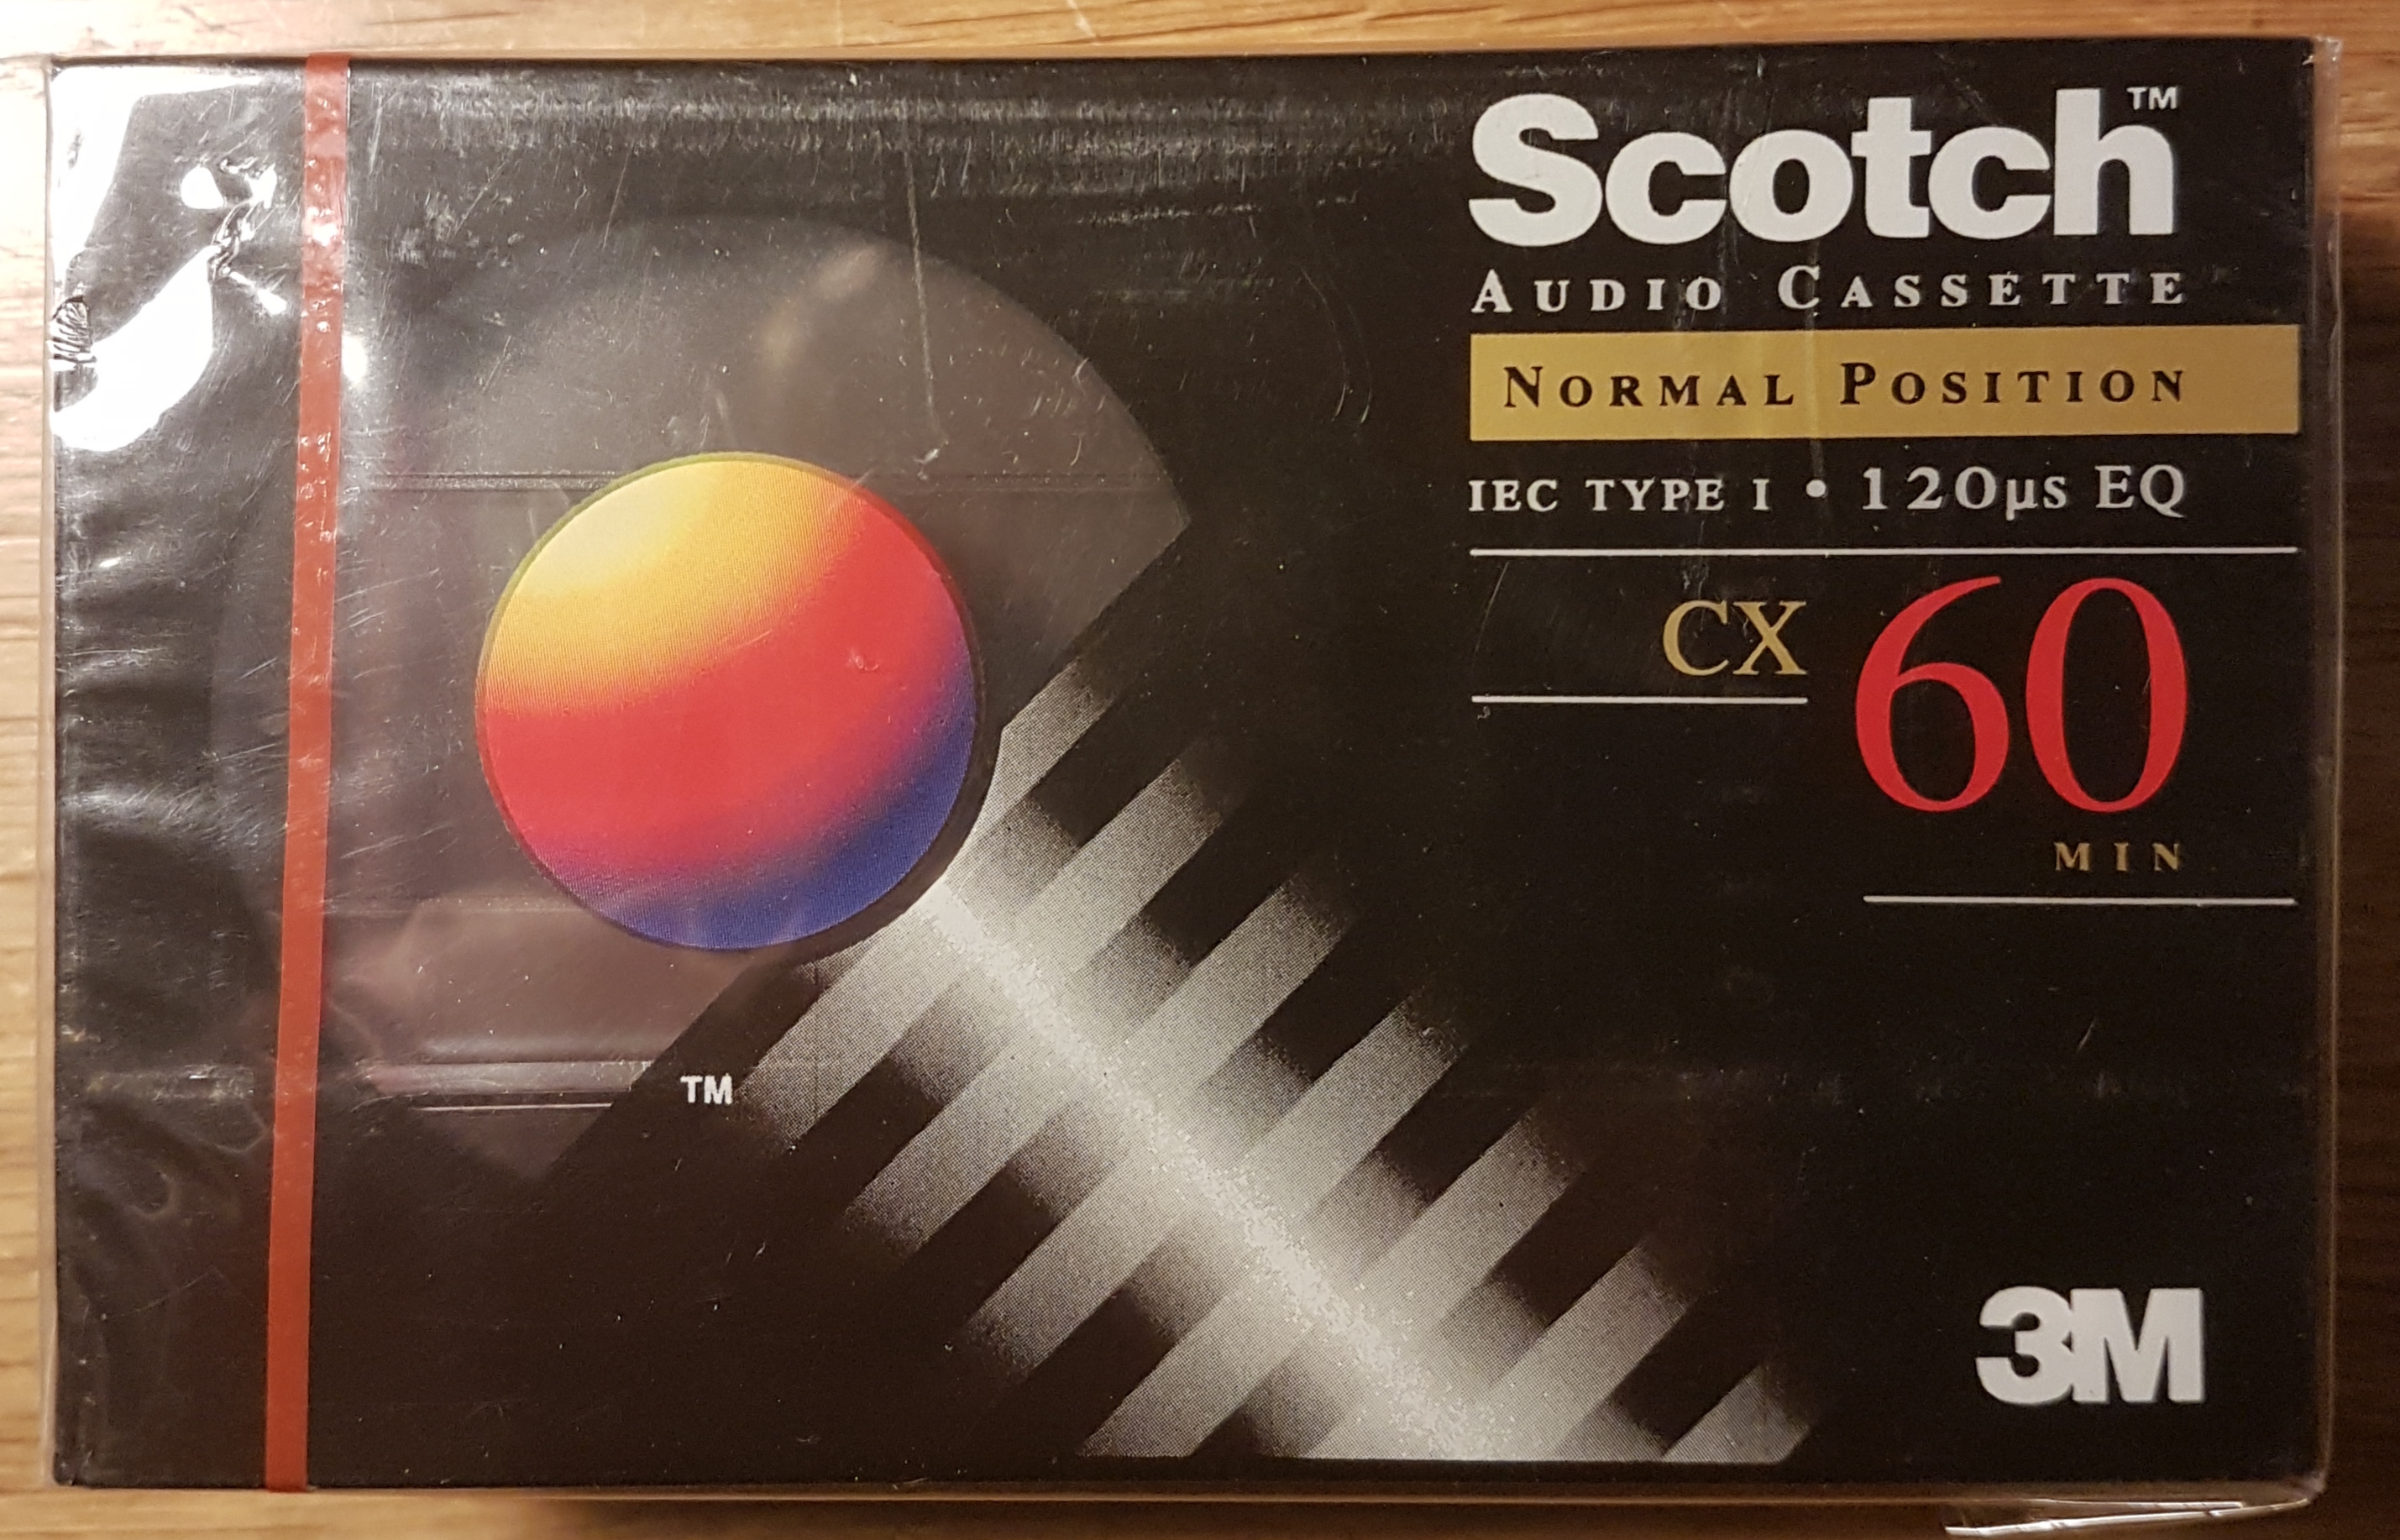 Scotch™
AUDIO CASSETTE
NORMAL POSITION
IEC TYPE I • 120µs EQ
CX 60
MIN
TM
3M